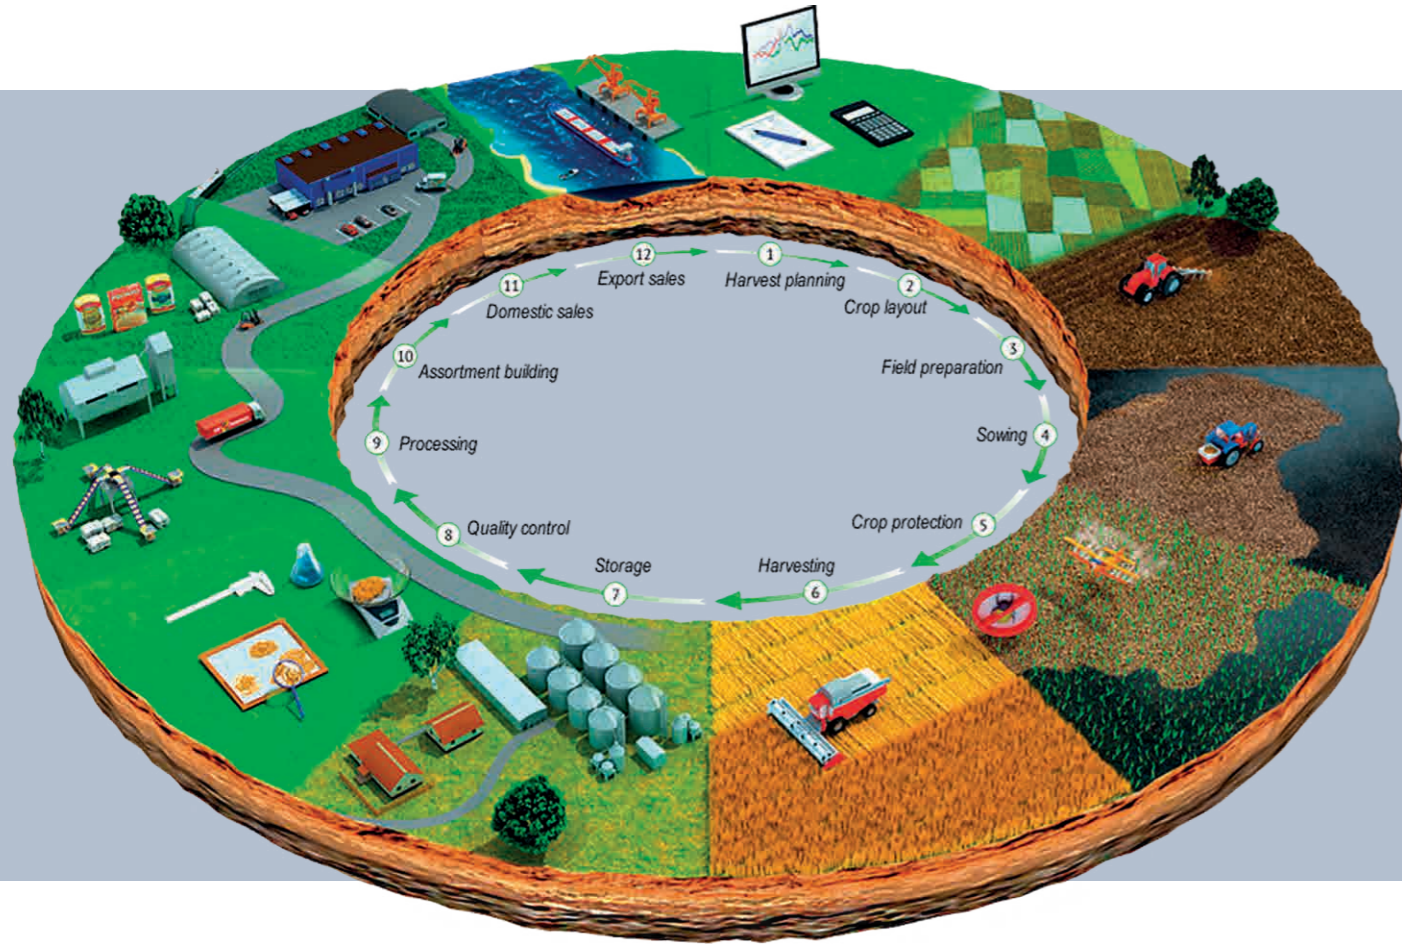 1
Harvest planning
2
Crop layout
3
Field preparation
Sowing 4
Crop protection 5
Harvesting
6
Storage
7
Quality control
8
9 Processing
10
Assortment building
11
Domestic sales
12
Export sales